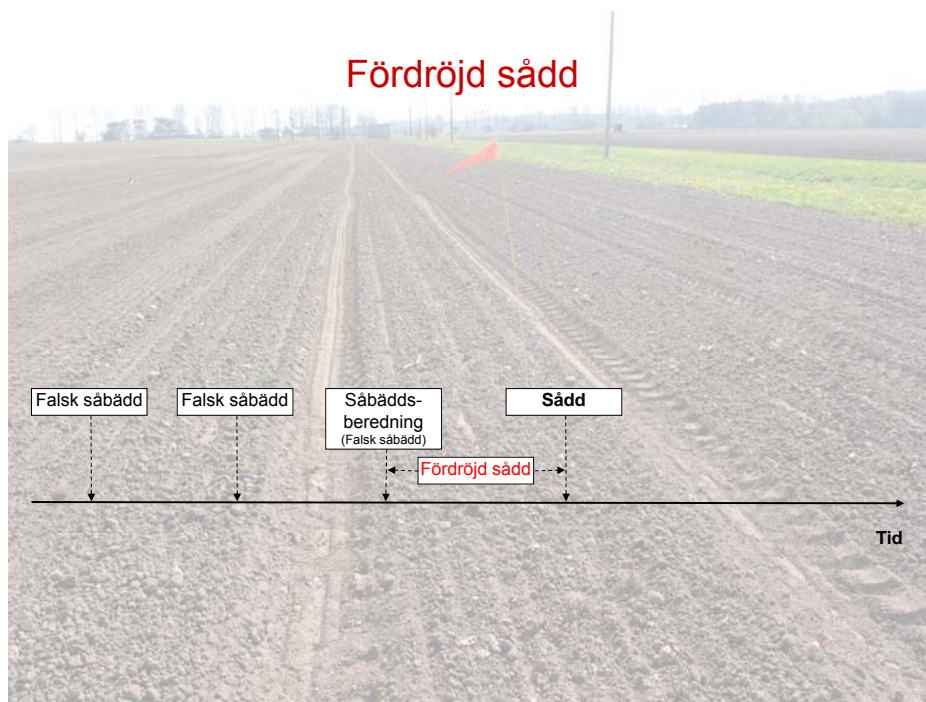 Fördröjd sådd
Falsk såbädd
Falsk såbädd
Såbädds-
beredning
(Falsk såbädd)
Sådd
Fördröjd sådd
Tid